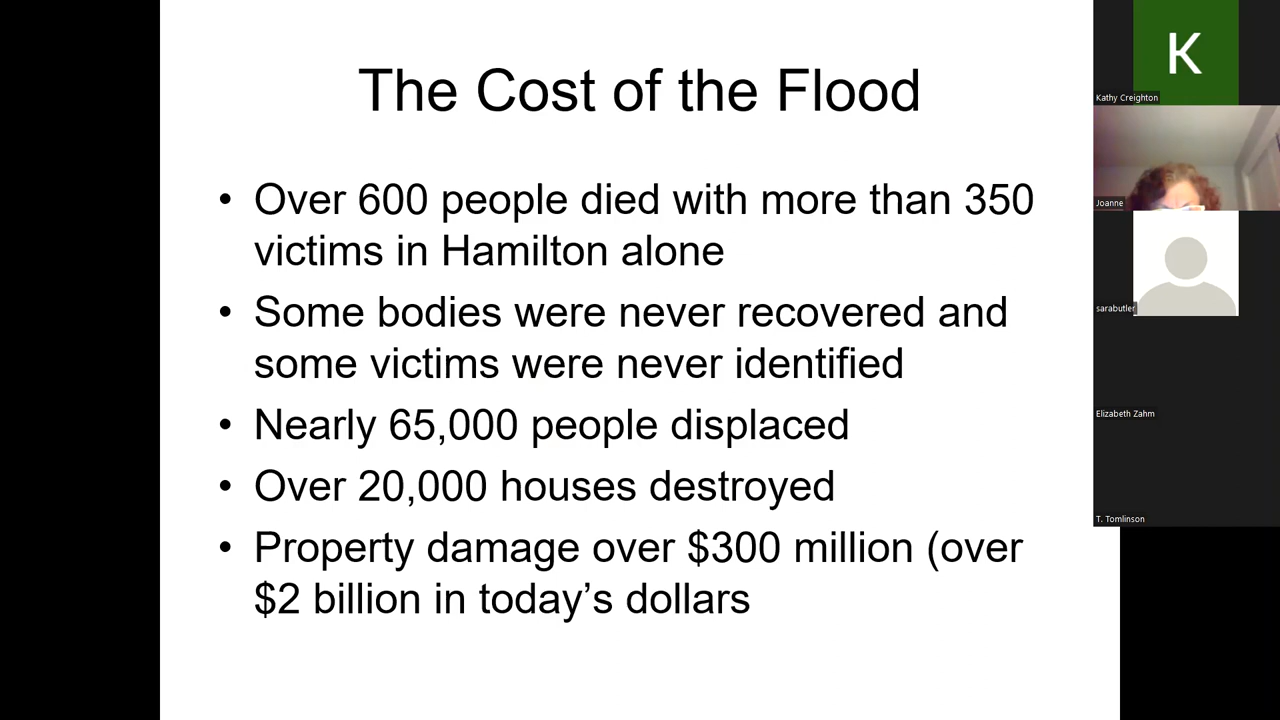 The Cost of the Flood
• Over 600 people died with more than 350
victims in Hamilton alone
• Some bodies were never recovered and
some victims were never identified
• Nearly 65,000 people displaced
• Over 20,000 houses destroyed
• Property damage over $300 million (over
$2 billion in today’s dollars
K
Kathy Creighton
Joanne
sarabutler
Elizabeth Zahm
T. Tomlinson